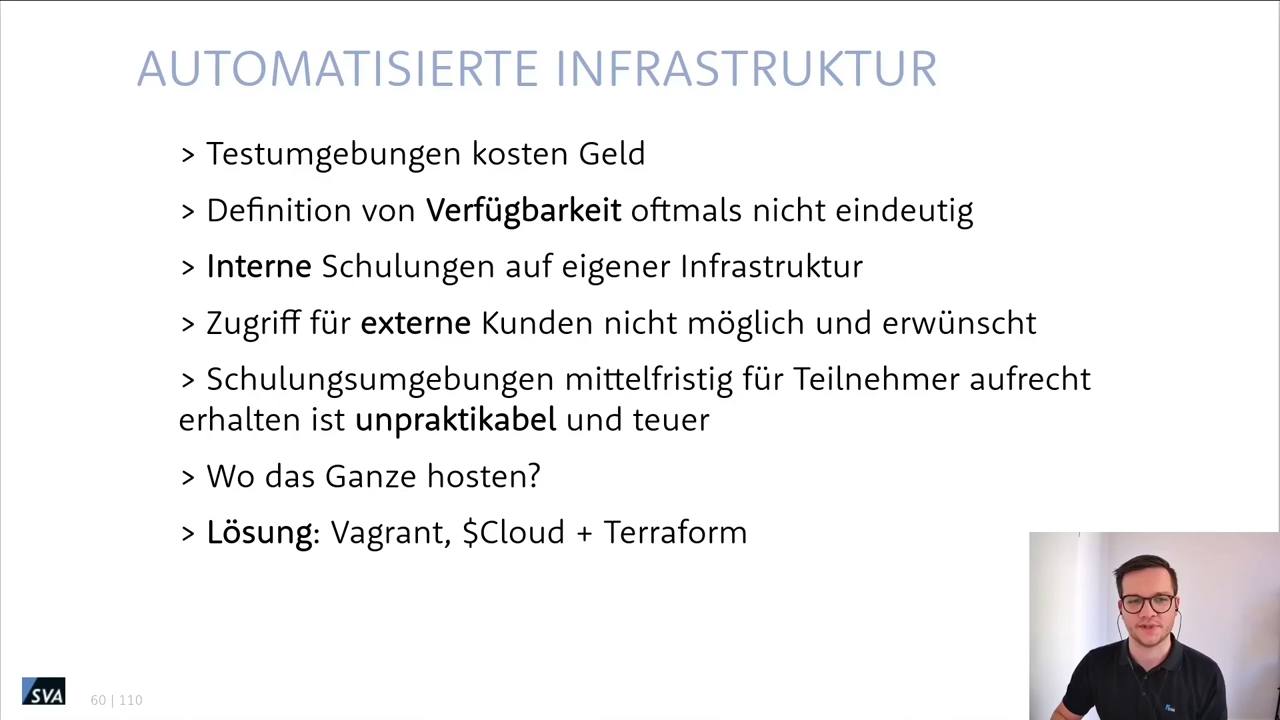 AUTOMATISIERTE INFRASTRUKTUR
> Testumgebungen kosten Geld
> Definition von Verfügbarkeit oftmals nicht eindeutig
> Interne Schulungen auf eigener Infrastruktur
> Zugriff für externe Kunden nicht möglich und erwünscht
> Schulungsumgebungen mittelfristig für Teilnehmer aufrecht
erhalten ist unpraktikabel und teuer
> Wo das Ganze hosten?
> Lösung: Vagrant, $Cloud + Terraform
SVA
60 | 110